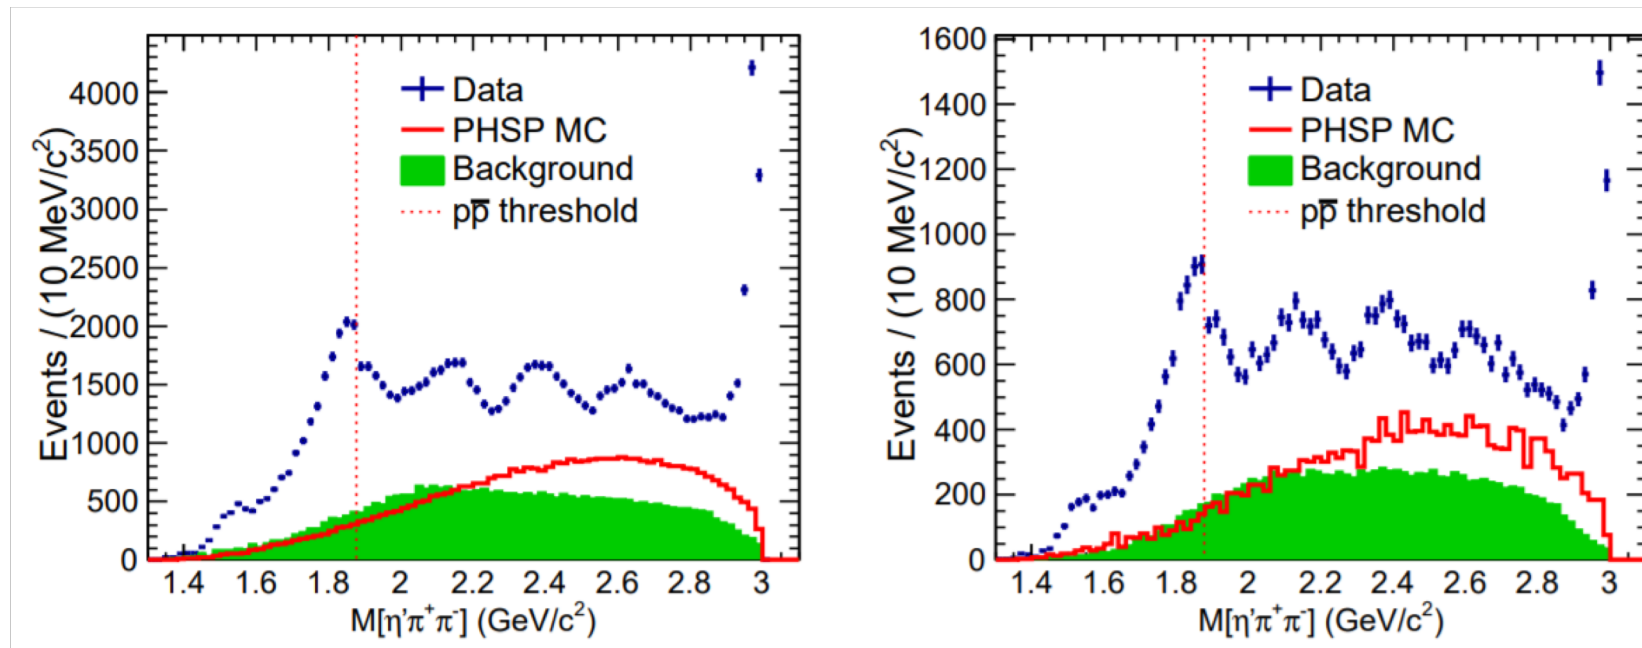 Events / (10 MeV/c²)
4000
3500
3000
2500
2000
1500
1000
500
0
Data
PHSP MC
Background
pp̅ threshold
1.4 1.6 1.8 2 2.2 2.4 2.6 2.8 3
M[η'π⁺π⁻] (GeV/c²)
Events / (10 MeV/c²)
1600
1400
1200
1000
800
600
400
200
0
Data
PHSP MC
Background
pp̅ threshold
1.4 1.6 1.8 2 2.2 2.4 2.6 2.8 3
M[η'π⁺π⁻] (GeV/c²)